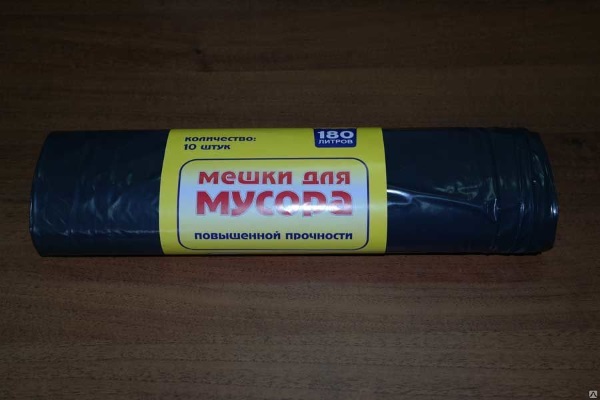 количество:
10 штук
180
ЛИТРОВ
мешки для
мусора
повышенной прочности